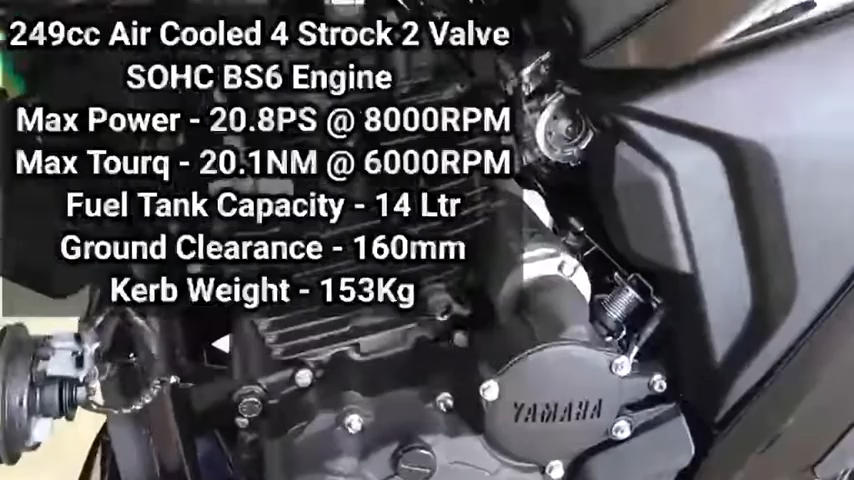 249cc Air Cooled 4 Strock 2 Valve
SOHC BS6 Engine
Max Power - 20.8PS @ 8000RPM
Max Tourq - 20.1NM @ 6000RPM
Fuel Tank Capacity - 14 Ltr
Ground Clearance - 160mm
Kerb Weight - 153Kg
YAMAHA